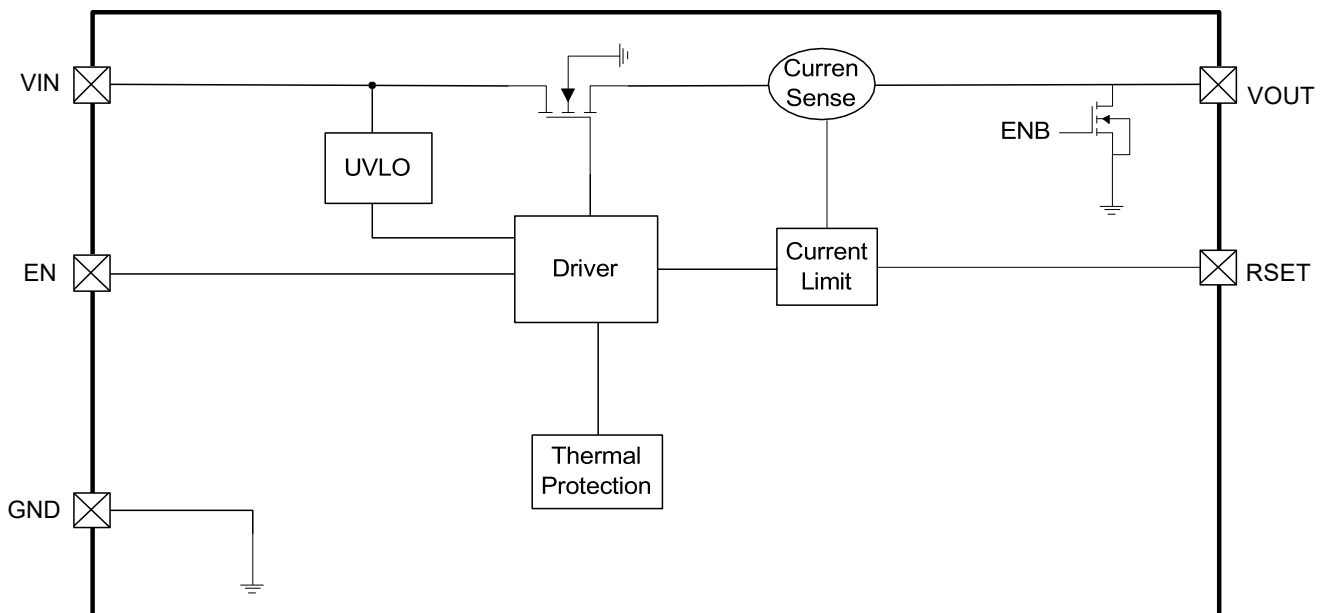 VIN
Curren
Sense
VOUT
ENB
UVLO
EN
Driver
Current
Limit
RSET
Thermal
Protection
GND